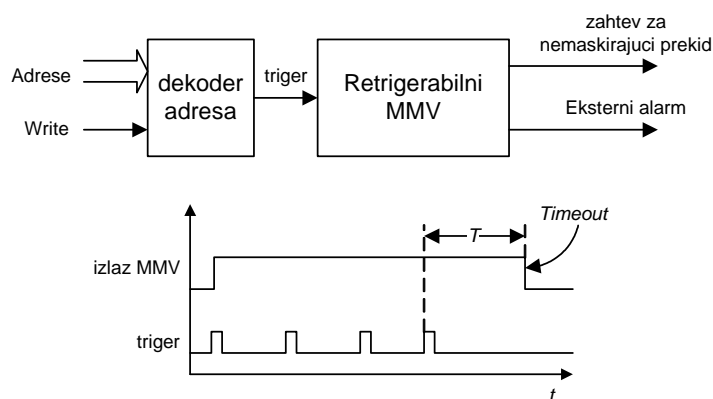 zahtev za
nemaskirajuci prekid
Adrese
dekoder
adresa
triger
Retrigerabilni
MMV
Write
Eksterni alarm
Timeout
T
izlaz MMV
triger
t